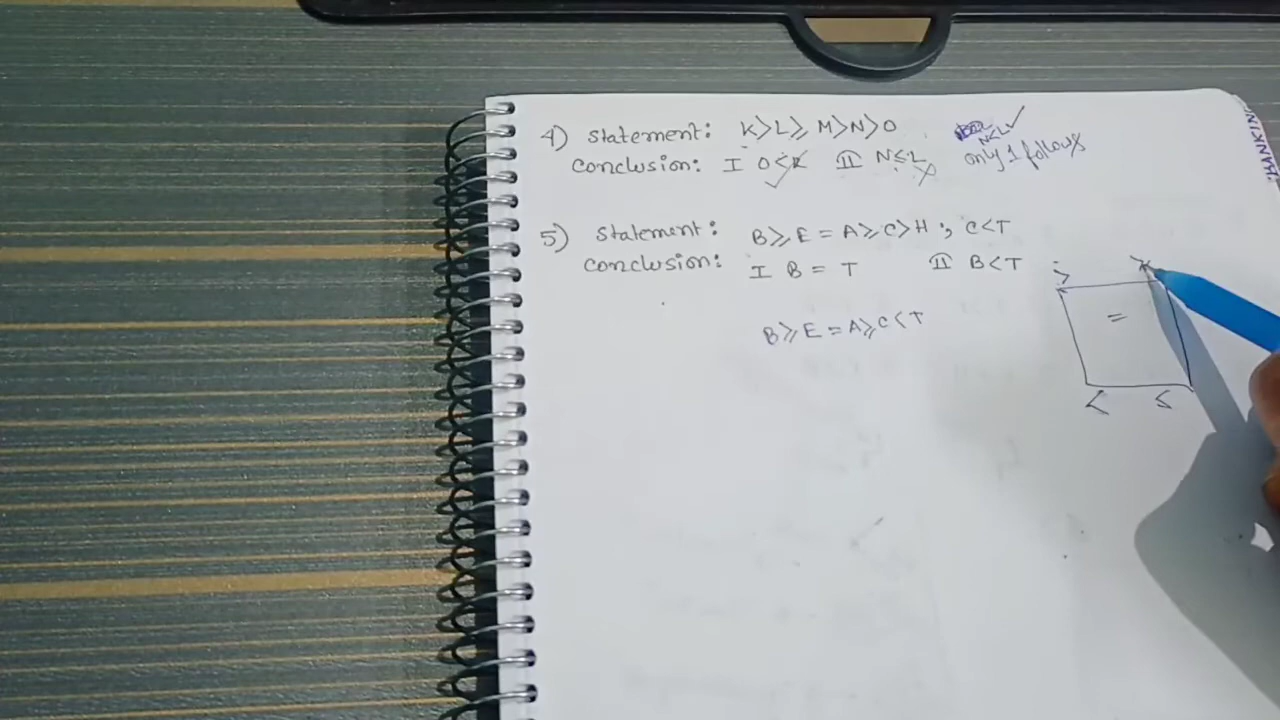 4) Statement: K>L⩾M>N>O N<L✓
Conclusion: I O<K ✓ II N≤L ✗ only 1 follows
5) Statement: B⩾E=A⩾C>H; C<T
Conclusion: I B = T II B<T
B⩾E=A⩾C<T
> 
=
< ≤